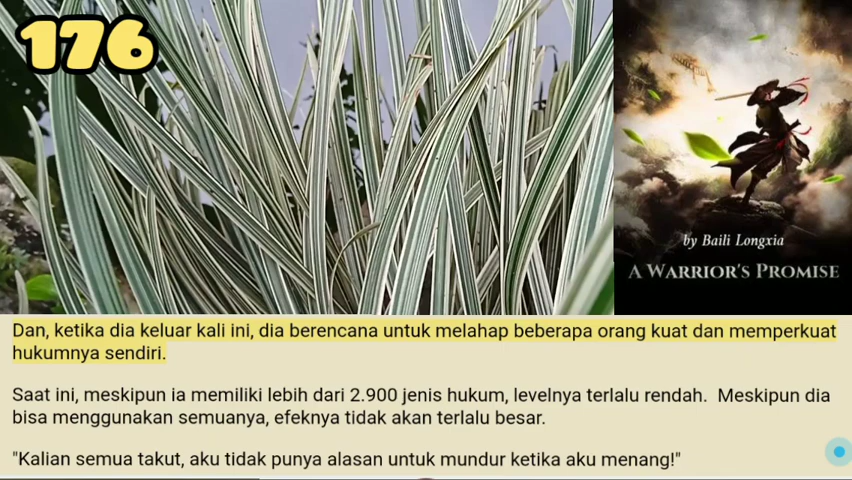 176
by Baili Longxia
A WARRIOR'S PROMISE
Dan, ketika dia keluar kali ini, dia berencana untuk melahap beberapa orang kuat dan memperkuat
hukumnya sendiri.
Saat ini, meskipun ia memiliki lebih dari 2.900 jenis hukum, levelnya terlalu rendah.  Meskipun dia
bisa menggunakan semuanya, efeknya tidak akan terlalu besar.
"Kalian semua takut, aku tidak punya alasan untuk mundur ketika aku menang!"